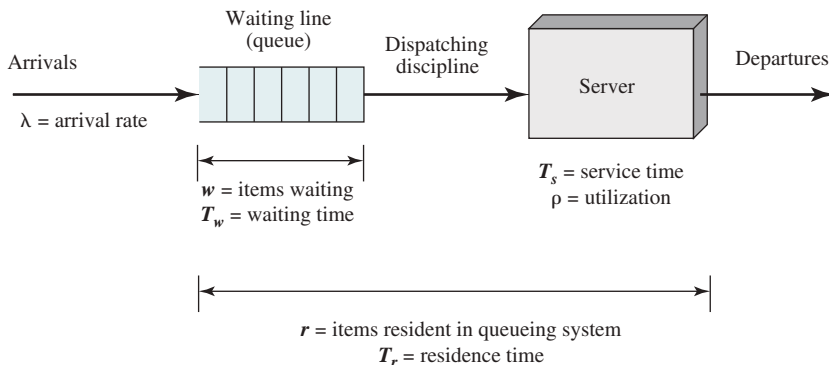 Waiting line
(queue)
Dispatching
discipline
Arrivals
Departures
Server
λ = arrival rate
w = items waiting
T_w = waiting time
T_s = service time
ρ = utilization
r = items resident in queueing system
T_r = residence time